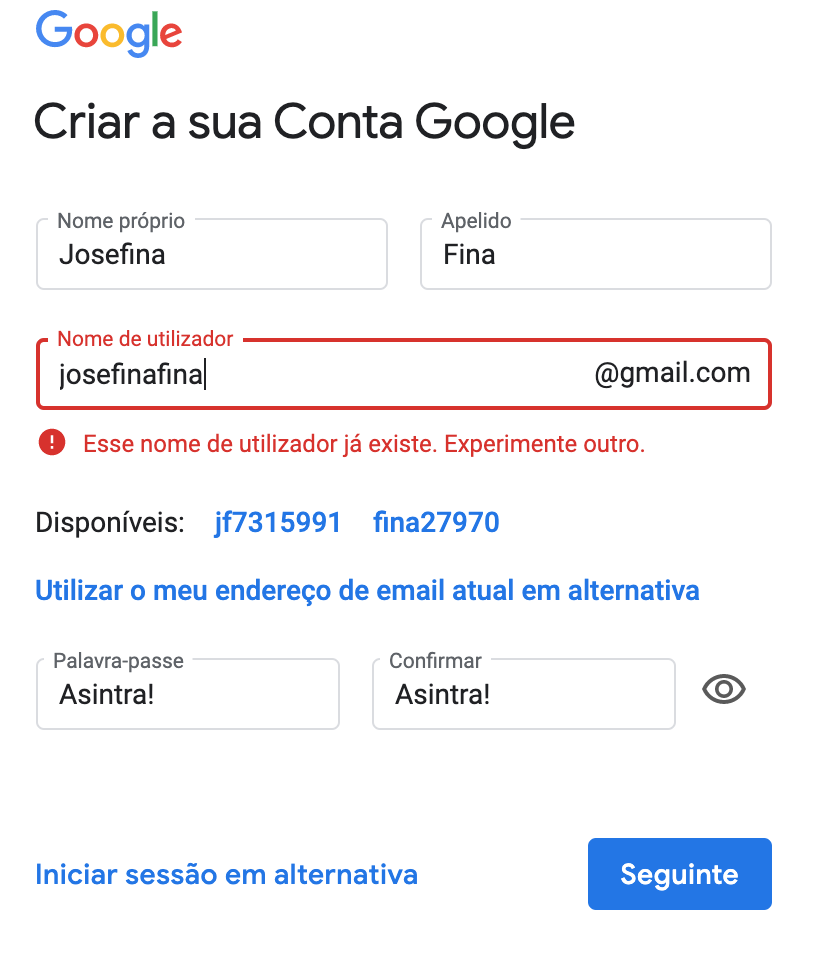 Google
Criar a sua Conta Google
Nome próprio Apelido
Josefina Fina
Nome de utilizador
josefinafina @gmail.com
Esse nome de utilizador já existe. Experimente outro.
Disponíveis: jf7315991 fina27970
Utilizar o meu endereço de email atual em alternativa
Palavra-passe Confirmar
Asintra! Asintra!
Iniciar sessão em alternativa Seguinte